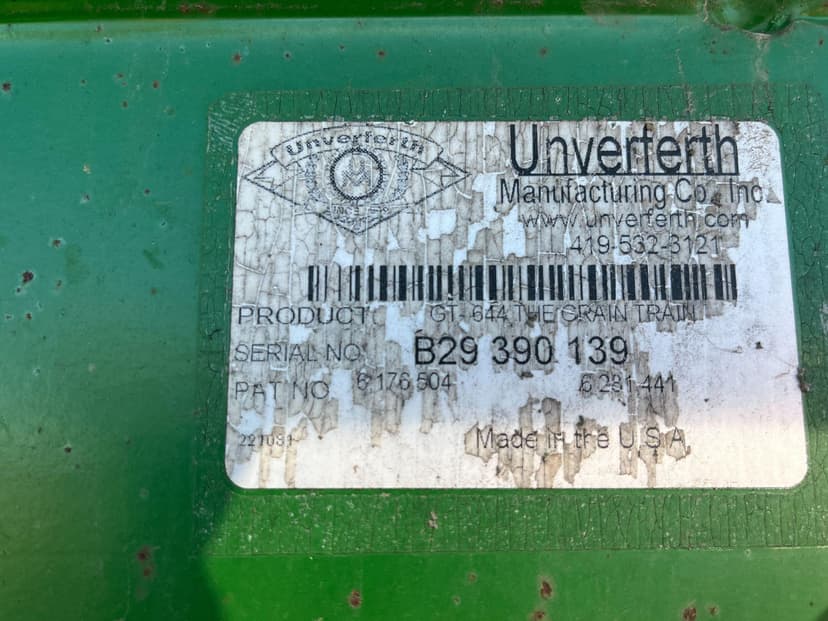 Unverferth
Unverferth
Manufacturing Co., Inc.
www.unverferth.com
419-532-3121
PRODUCT GT-644 THE GRAIN TRAIN
SERIAL NO B29 390 139
PAT NO 6 176 504 6 281 441
221031 Made in the U.S.A.